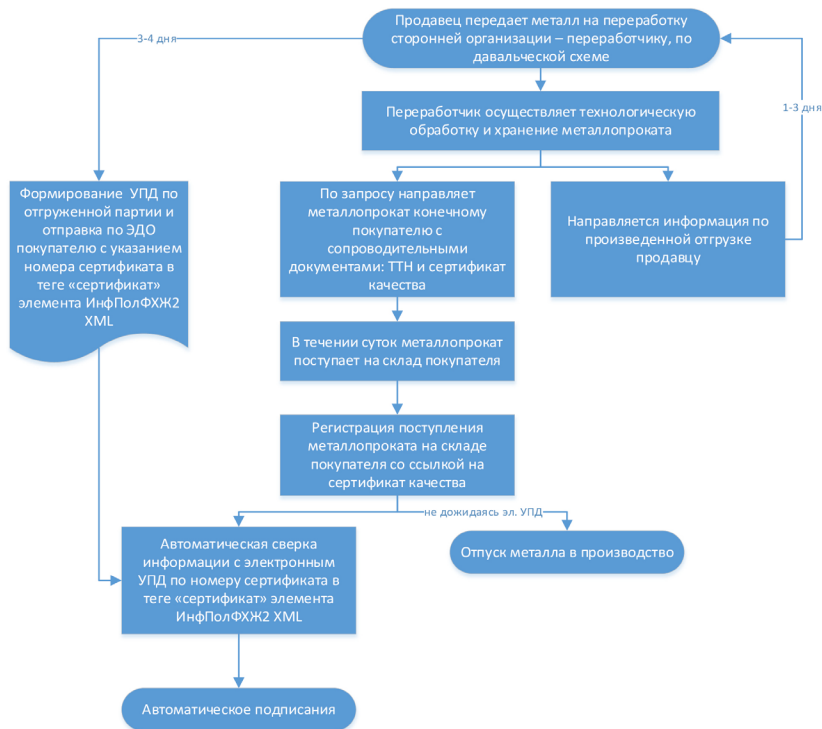 Продавец передает металл на переработку
сторонней организации – переработчику, по
давальческой схеме
3-4 дня
1-3 дня
Переработчик осуществляет технологическую
обработку и хранение металлопроката
Формирование УПД по
отгруженной партии и
отправка по ЭДО
покупателю с указанием
номера сертификата в
теге «сертификат»
элемента ИнфПолФХЖ2
XML
По запросу направляет
металлопрокат конечному
покупателю с
сопроводительными
документами: ТТН и сертификат
качества
Направляется информация по
произведенной отгрузке
продавцу
В течении суток металлопрокат
поступает на склад покупателя
Регистрация поступления
металлопроката на складе
покупателя со ссылкой на
сертификат качества
не дожидаясь эл. УПД
Автоматическая сверка
информации с электронным
УПД по номеру сертификата в
теге «сертификат» элемента
ИнфПолФХЖ2 XML
Отпуск металла в производство
Автоматическое подписания